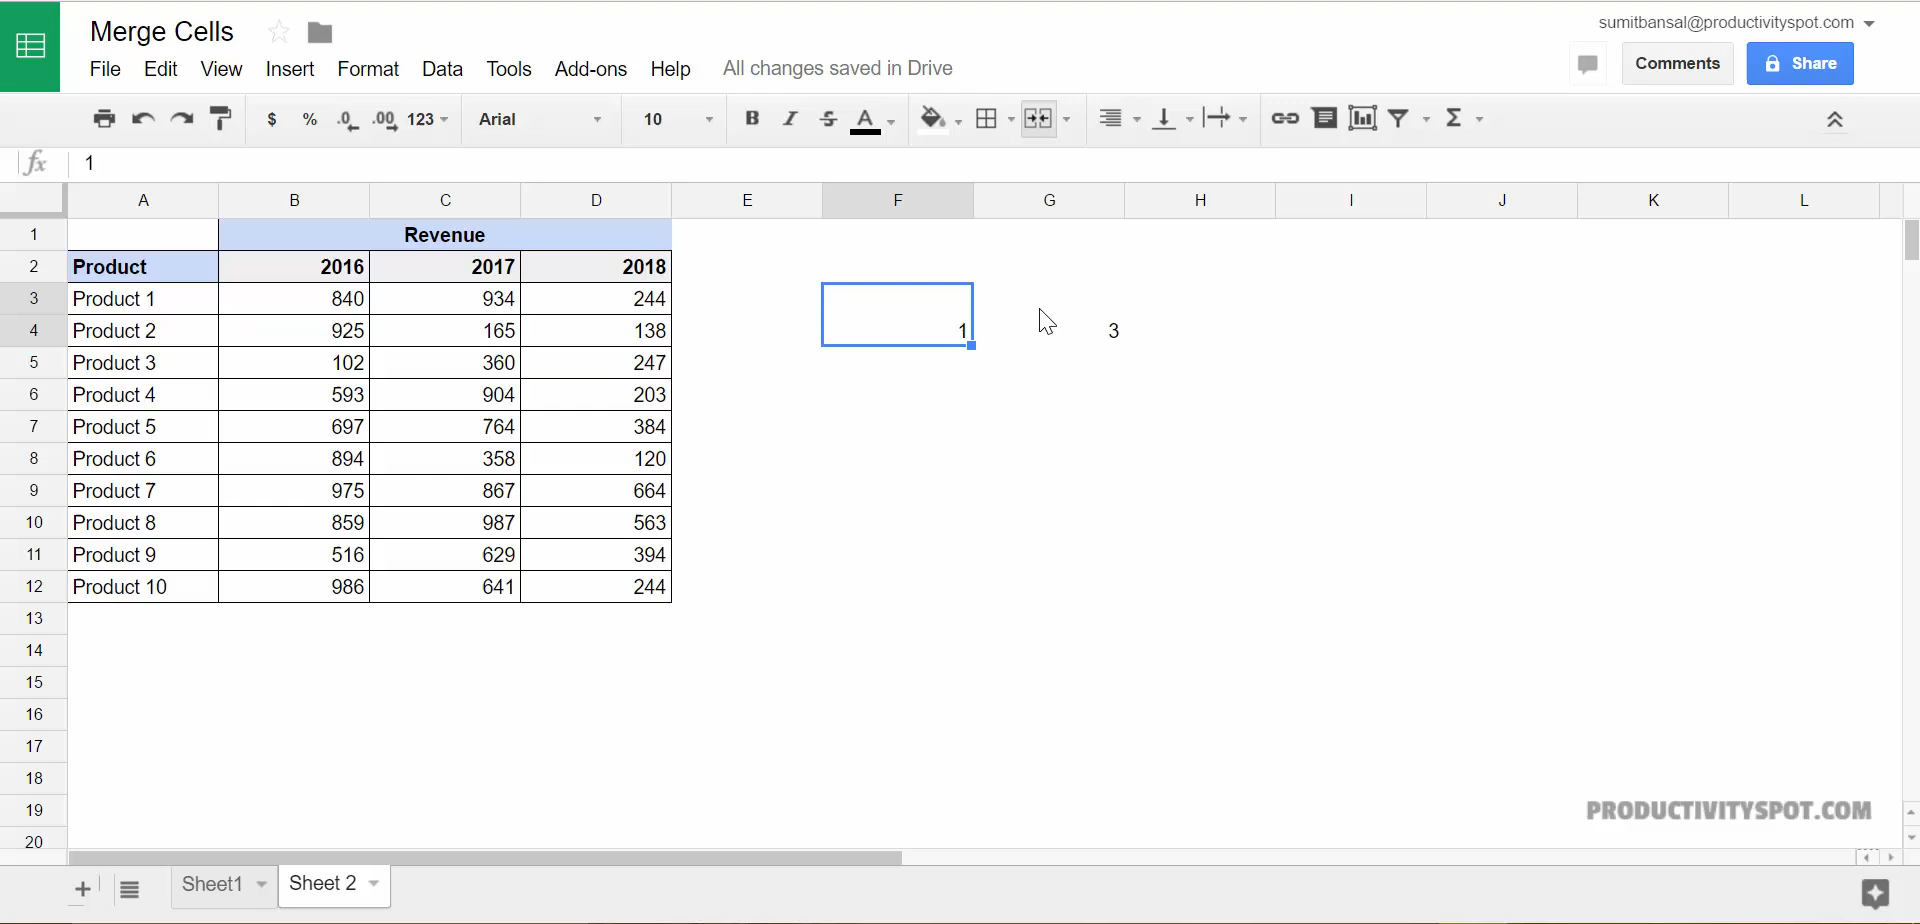 Merge Cells
sumitbansal@productivityspot.com
File Edit View Insert Format Data Tools Add-ons Help All changes saved in Drive
Comments Share
$ % .0 .00 123 Arial 10 B I S A Σ
fx 1
A B C D E F G H I J K L
1 Revenue
2 Product 2016 2017 2018
3 Product 1 840 934 244
4 Product 2 925 165 138 1 3
5 Product 3 102 360 247
6 Product 4 593 904 203
7 Product 5 697 764 384
8 Product 6 894 358 120
9 Product 7 975 867 664
10 Product 8 859 987 563
11 Product 9 516 629 394
12 Product 10 986 641 244
13
14
15
16
17
18
19
PRODUCTIVITYSPOT.COM
20
Sheet1 Sheet 2